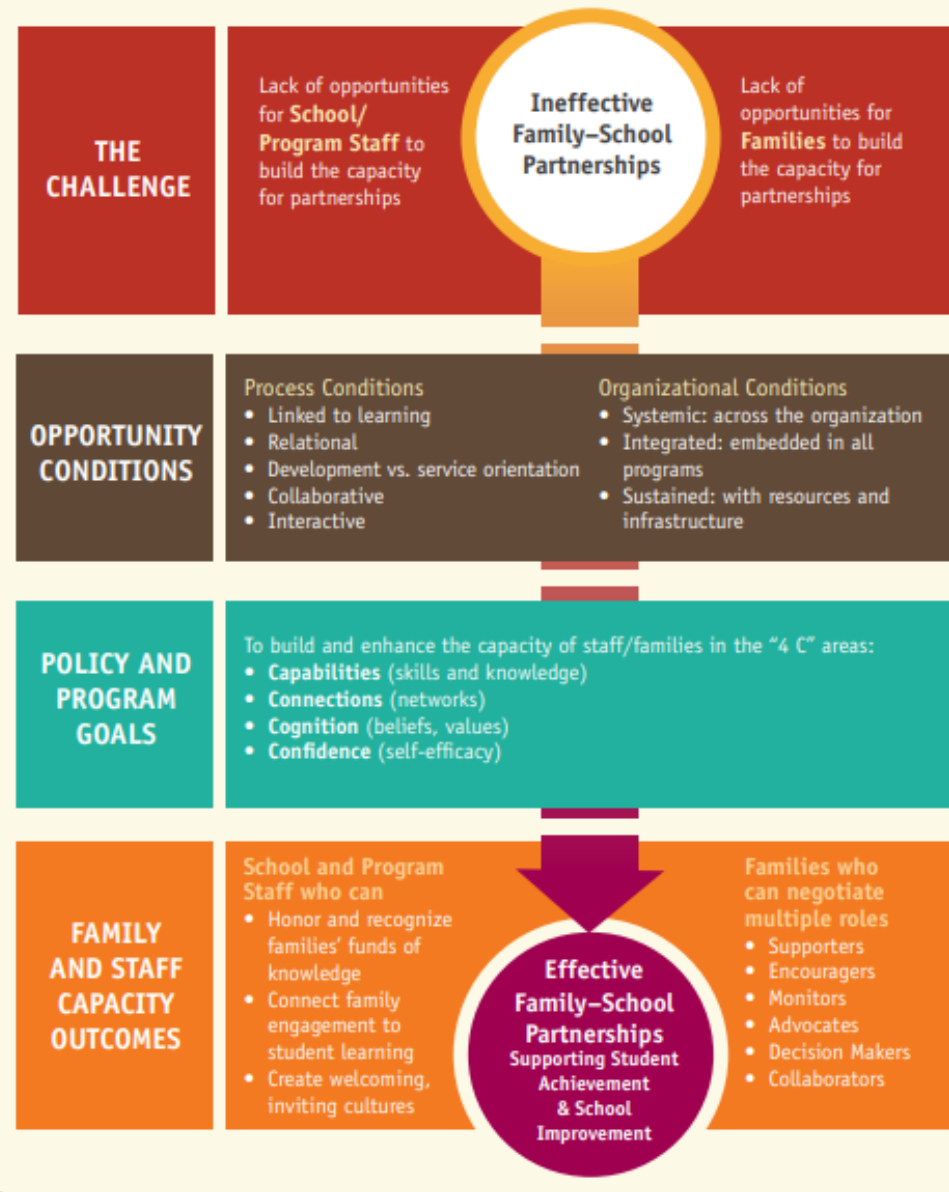 THE
CHALLENGE
Lack of opportunities
for School/
Program Staff to
build the capacity
for partnerships
Ineffective
Family–School
Partnerships
Lack of
opportunities for
Families to build
the capacity for
partnerships
OPPORTUNITY
CONDITIONS
Process Conditions
• Linked to learning
• Relational
• Development vs. service orientation
• Collaborative
• Interactive
Organizational Conditions
• Systemic: across the organization
• Integrated: embedded in all
programs
• Sustained: with resources and
infrastructure
POLICY AND
PROGRAM
GOALS
To build and enhance the capacity of staff/families in the “4 C” areas:
• Capabilities (skills and knowledge)
• Connections (networks)
• Cognition (beliefs, values)
• Confidence (self-efficacy)
FAMILY
AND STAFF
CAPACITY
OUTCOMES
School and Program
Staff who can
• Honor and recognize
families’ funds of
knowledge
• Connect family
engagement to
student learning
• Create welcoming,
inviting cultures
Effective
Family–School
Partnerships
Supporting Student
Achievement
& School
Improvement
Families who
can negotiate
multiple roles
• Supporters
• Encouragers
• Monitors
• Advocates
• Decision Makers
• Collaborators